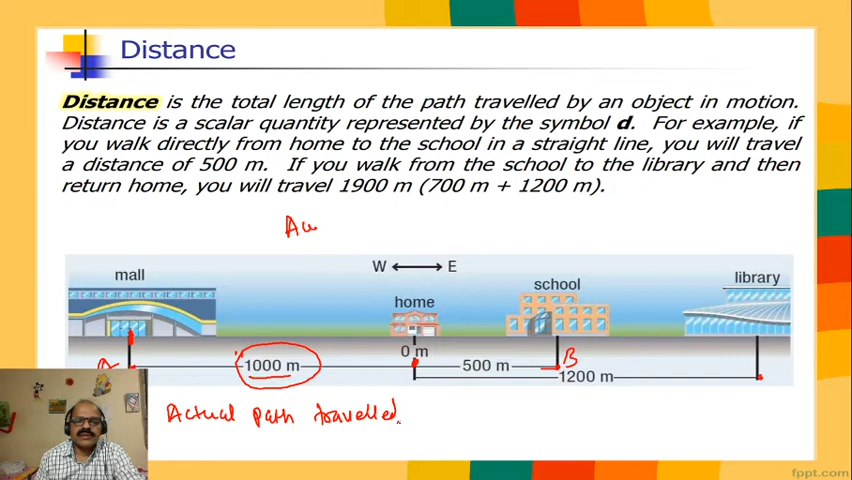 Distance
Distance is the total length of the path travelled by an object in motion.
Distance is a scalar quantity represented by the symbol d. For example, if
you walk directly from home to the school in a straight line, you will travel
a distance of 500 m. If you walk from the school to the library and then
return home, you will travel 1900 m (700 m + 1200 m).
W E
mall
home
school
library
0 m
B
1000 m
500 m
1200 m
Actual path travelled
fppt.com